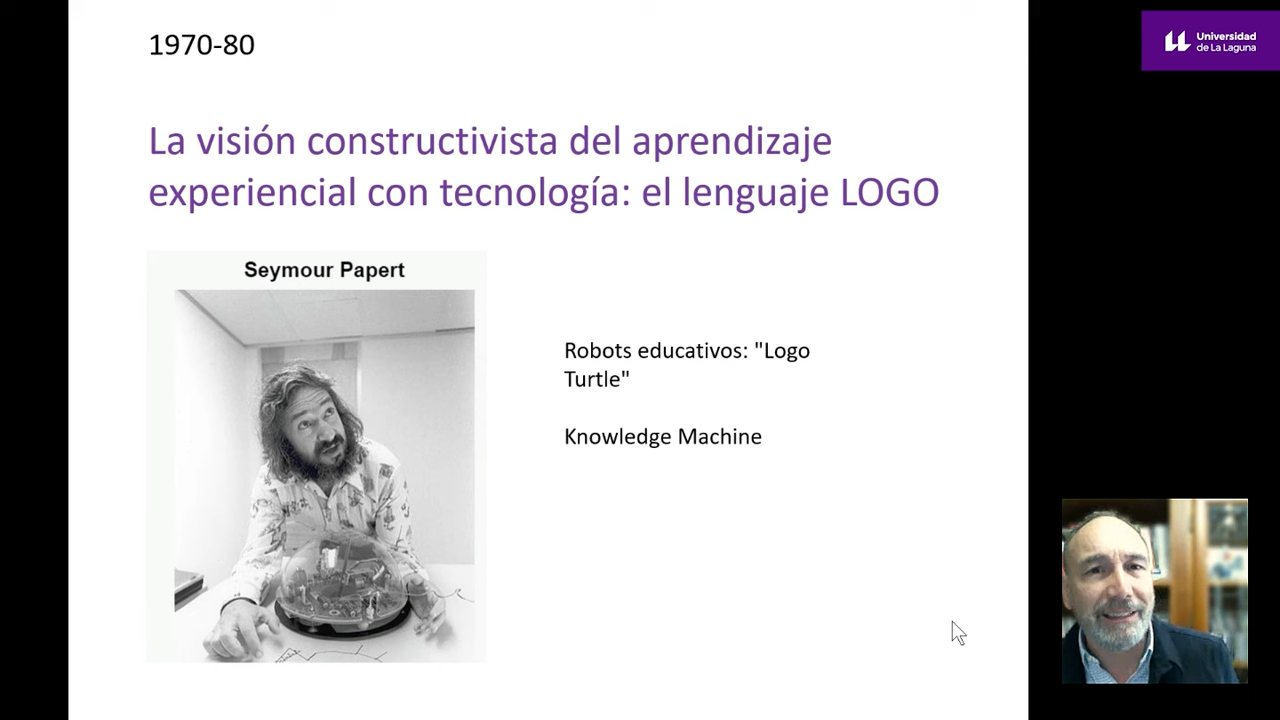 1970-80
Universidad
de La Laguna
La visión constructivista del aprendizaje
experiencial con tecnología: el lenguaje LOGO
Seymour Papert
Robots educativos: "Logo
Turtle"
Knowledge Machine